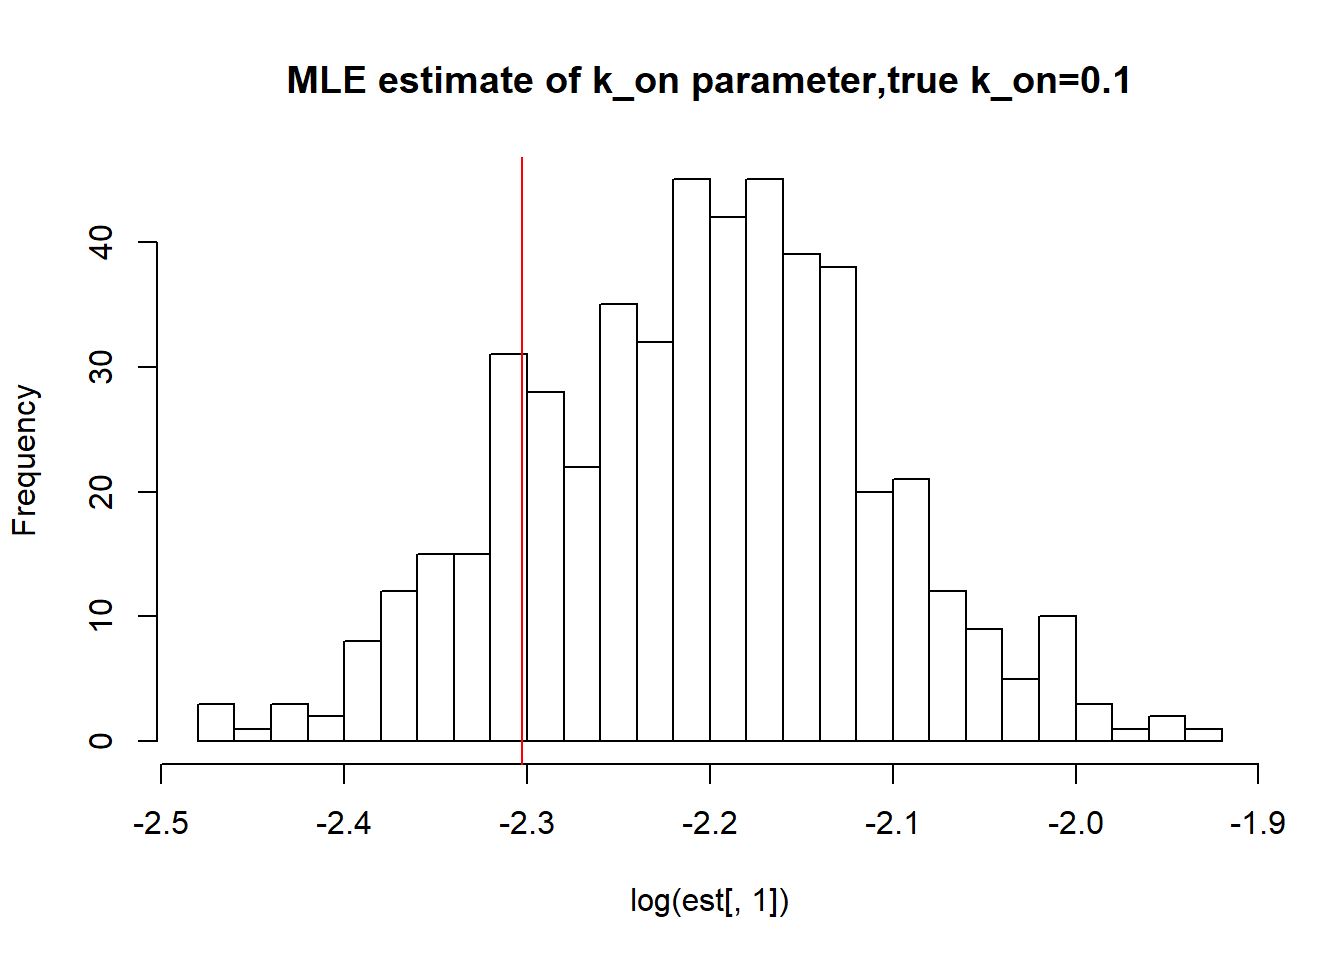 MLE estimate of k_on parameter,true k_on=0.1
Frequency
40
30
20
10
0
-2.5 -2.4 -2.3 -2.2 -2.1 -2.0 -1.9
log(est[, 1])